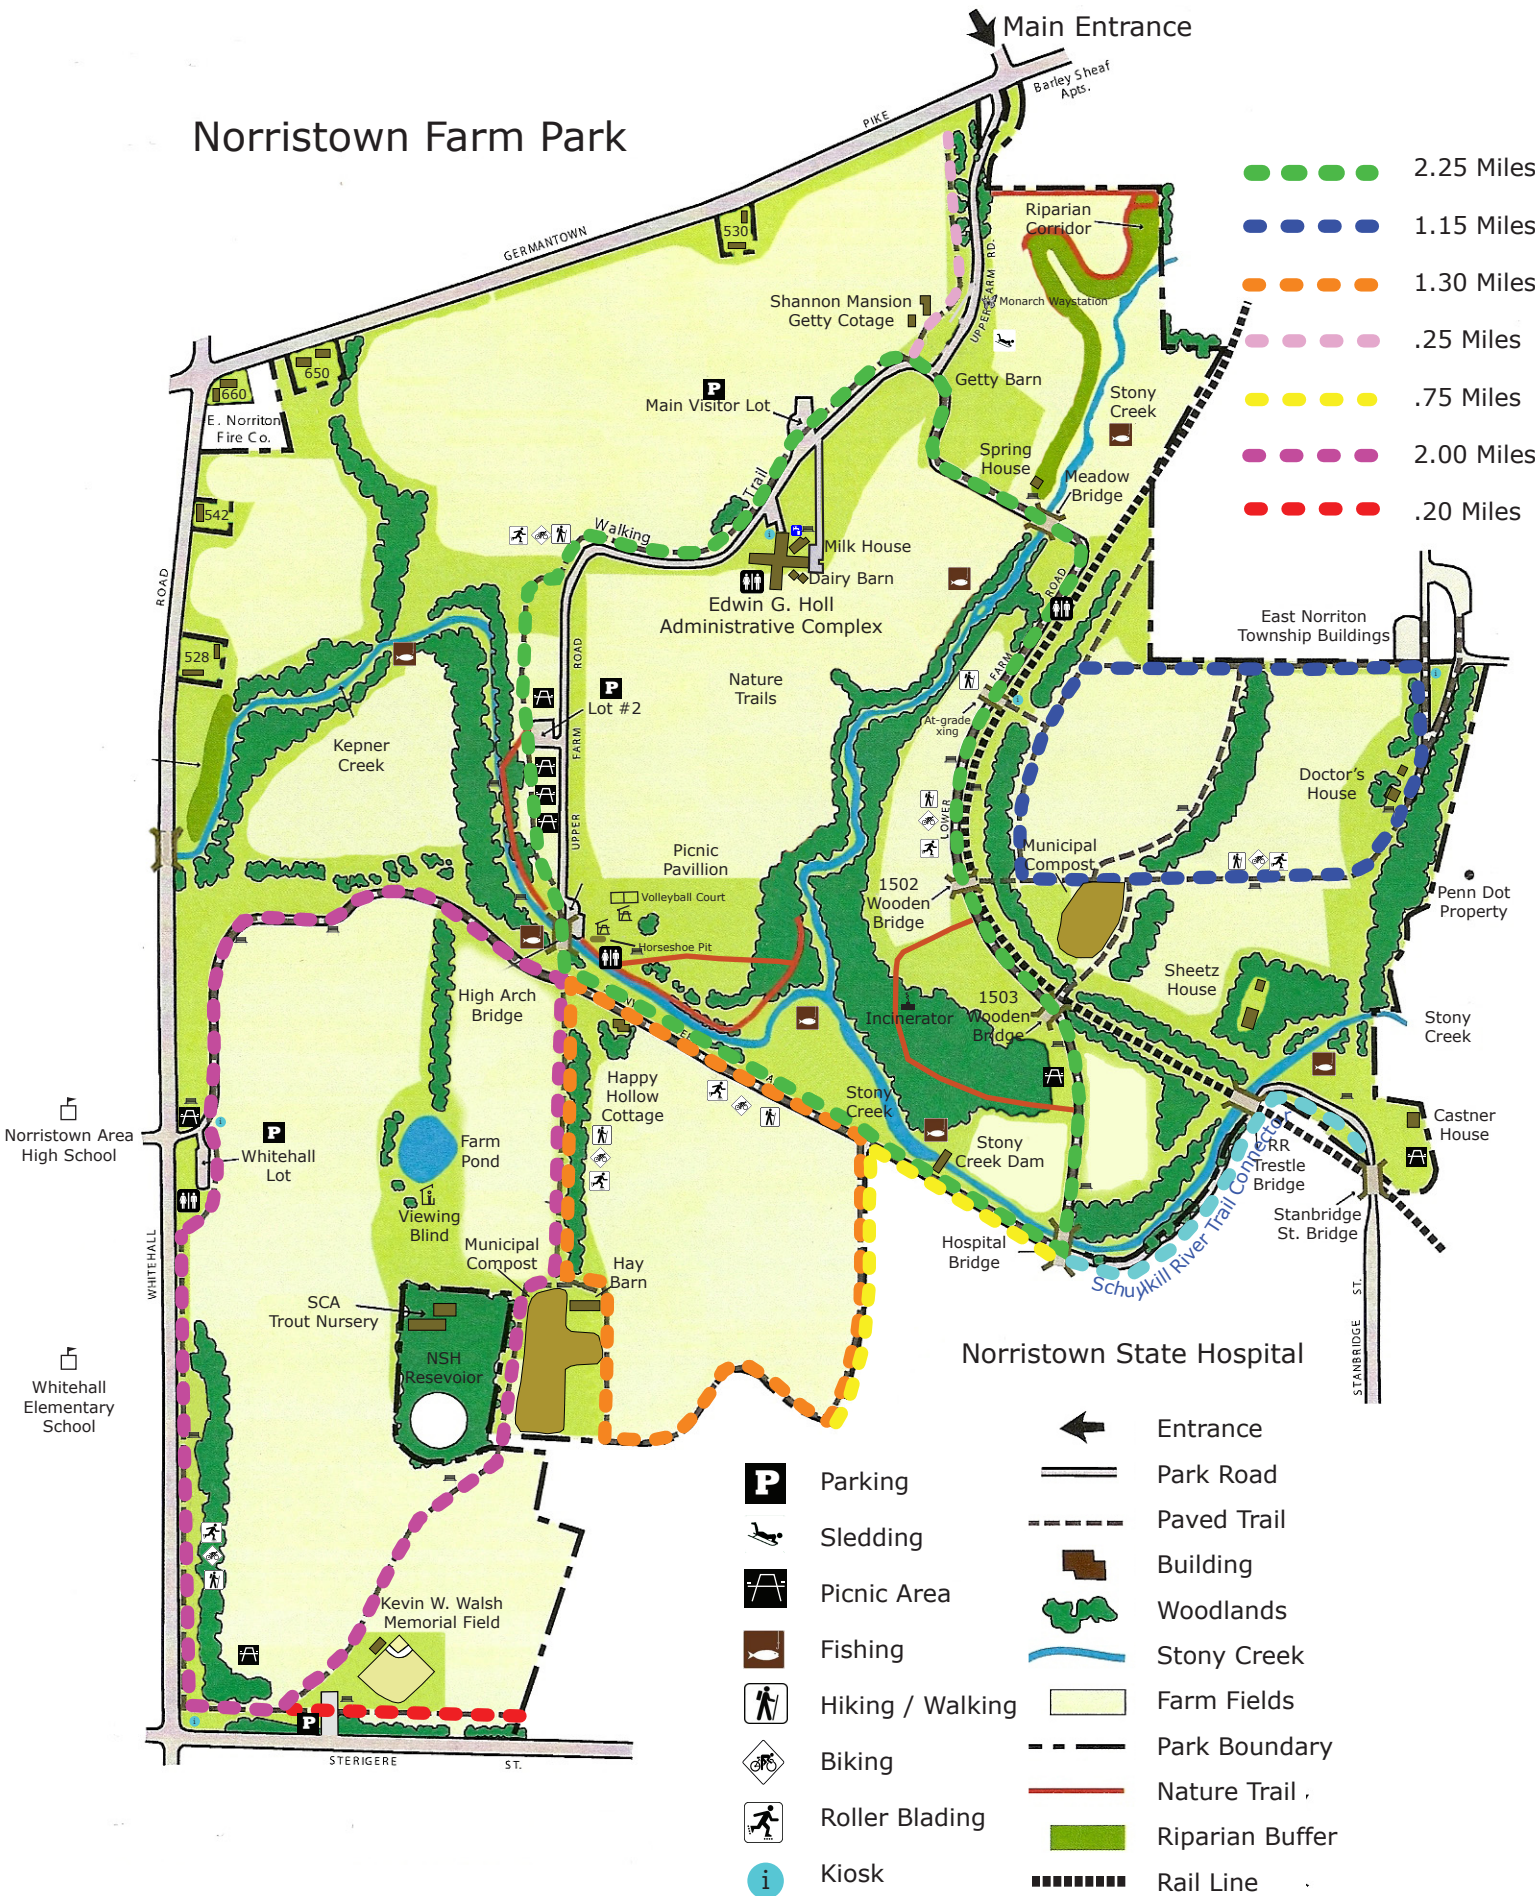 Main Entrance
Barley Sheaf
Apts.
PIKE
Norristown Farm Park
2.25 Miles
1.15 Miles
1.30 Miles
.25 Miles
.75 Miles
2.00 Miles
.20 Miles
GERMANTOWN
530
Riparian
Corridor
UPPER FARM RD.
Monarch Waystation
Shannon Mansion
Getty Cotage
650
660
E. Norriton
Fire Co.
P
Main Visitor Lot
Getty Barn
Stony
Creek
Spring
House
Meadow
Bridge
542
Walking
Trail
Milk House
Dairy Barn
Edwin G. Holl
Administrative Complex
ROAD
ROAD
East Norriton
Township Buildings
528
FARM
P
Lot #2
ROAD
FARM
UPPER
Nature
Trails
At-grade
xing
LOWER
Kepner
Creek
Doctor's
House
Municipal
Compost
Picnic
Pavillion
Volleyball Court
Horseshoe Pit
1502
Wooden
Bridge
Penn Dot
Property
Sheetz
House
High Arch
Bridge
Incinerator
1503
Wooden
Bridge
Stony
Creek
Happy
Hollow
Cottage
Stony
Creek
Stony
Creek Dam
Castner
House
Norristown Area
High School
P
Whitehall
Lot
Farm
Pond
Viewing
Blind
RR
Trestle
Bridge
Stanbridge
St. Bridge
Schuylkill River Trail Connector
Hospital
Bridge
WHITEHALL
Municipal
Compost
Hay
Barn
SCA
Trout Nursery
NSH
Resevoior
STANBRIDGE ST.
Norristown State Hospital
Whitehall
Elementary
School
Kevin W. Walsh
Memorial Field
P
STERIGERE ST.
P Parking
Sledding
Picnic Area
Fishing
Hiking / Walking
Biking
Roller Blading
i Kiosk
Entrance
Park Road
Paved Trail
Building
Woodlands
Stony Creek
Farm Fields
Park Boundary
Nature Trail
Riparian Buffer
Rail Line